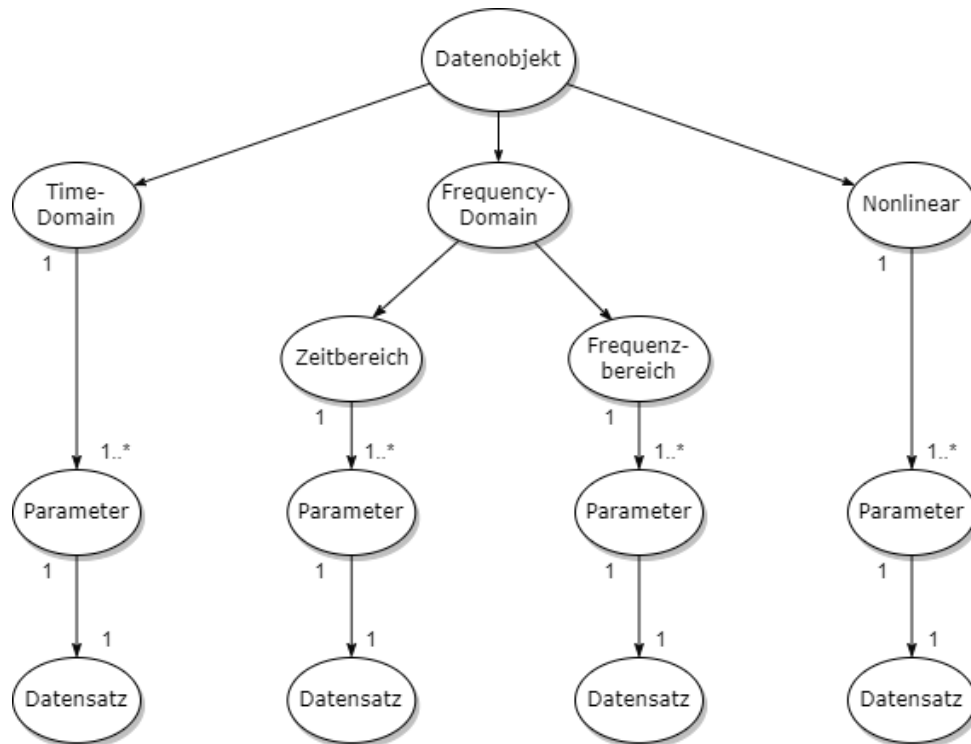 Datenobjekt
Time-
Domain
Frequency-
Domain
Nonlinear
1
1
Zeitbereich
Frequenz-
bereich
1
1
1..*
1..*
1..*
1..*
Parameter
Parameter
Parameter
Parameter
1
1
1
1
1
1
1
1
Datensatz
Datensatz
Datensatz
Datensatz